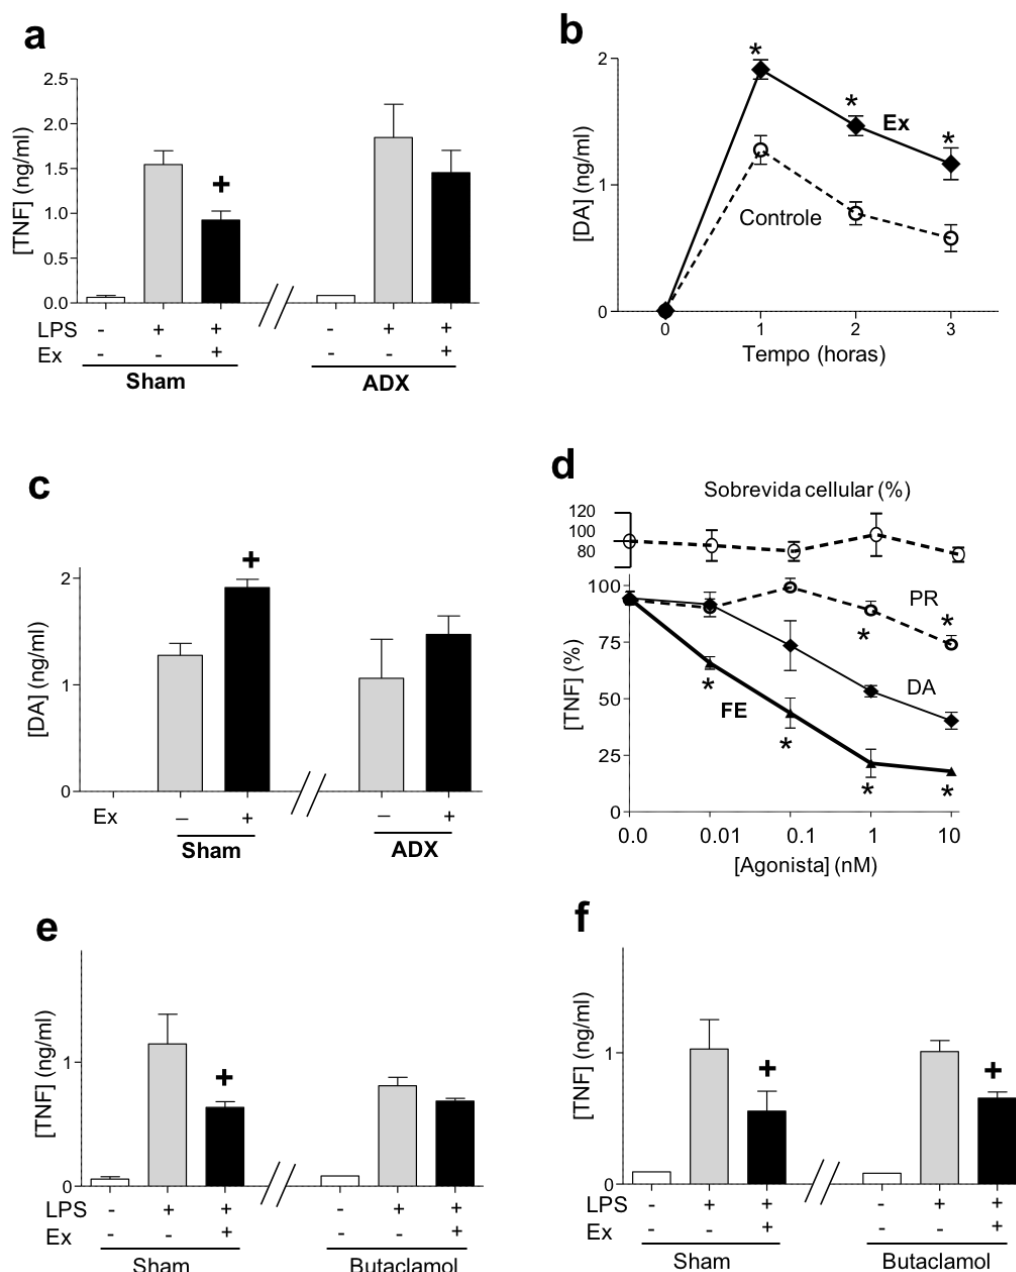 a
2.5
2.0
1.5
1.0
0.5
0.0
[TNF] (ng/ml)
+
LPS - + + - + +
Ex - - + - - +
Sham ADX
b
2
1
0
[DA] (ng/ml)
* * *
Ex
Controle
0 1 2 3
Tempo (horas)
c
2
1
0
[DA] (ng/ml)
+
Ex – + – +
Sham ADX
d
Sobrevida cellular (%)
120
100
80
100
75
50
25
0
[TNF] (%)
PR
*
*
DA
*
FE
*
* *
0.0 0.01 0.1 1 10
[Agonista] (nM)
e
1
0
[TNF] (ng/ml)
+
LPS - + + - + +
Ex - - + - - +
Sham Butaclamol
f
1
0
[TNF] (ng/ml)
+ +
LPS - + + - + +
Ex - - + - - +
Sham Butaclamol